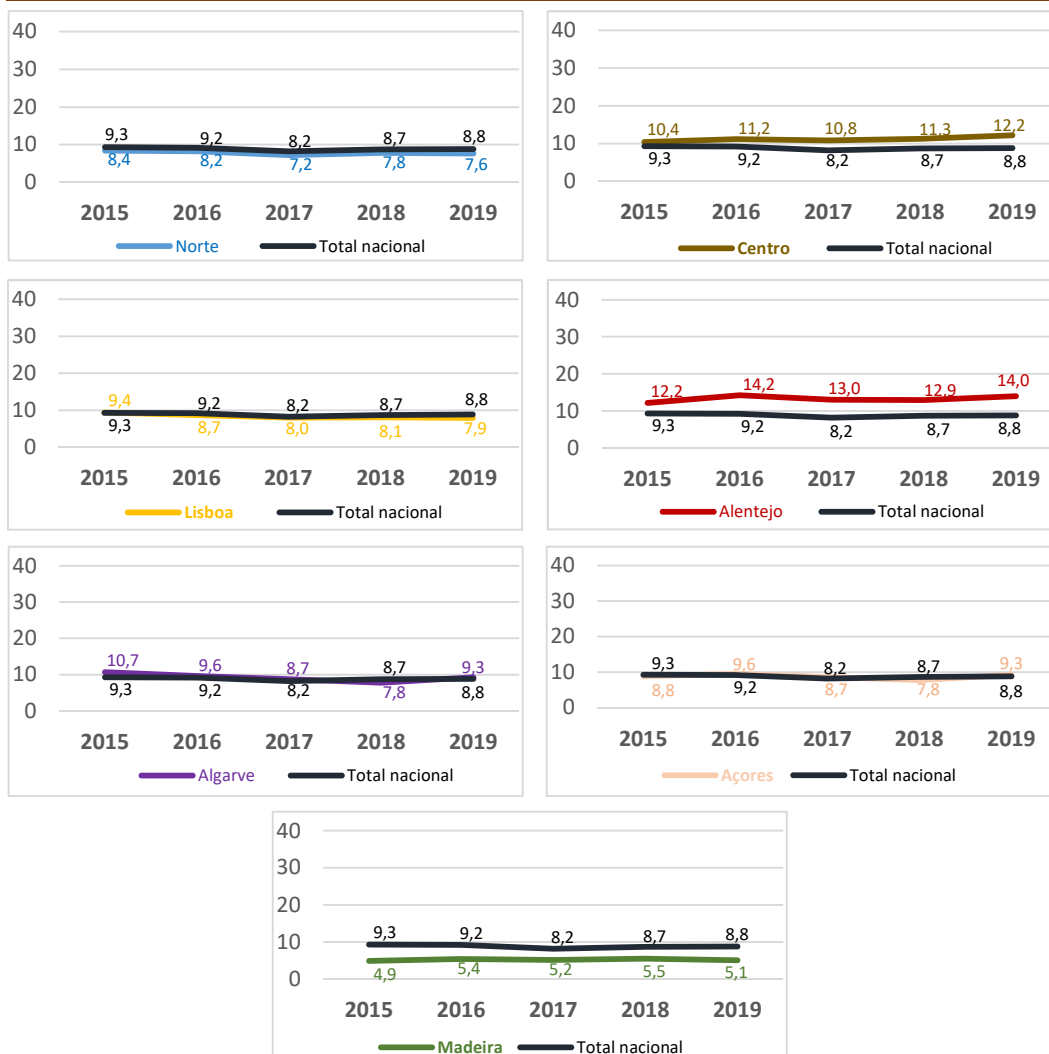 40
30
20
10
0
9,3 9,2 8,2 8,7 8,8
8,4 8,2 7,2 7,8 7,6
2015 2016 2017 2018 2019
Norte Total nacional
40
30
20
10
0
10,4 11,2 10,8 11,3 12,2
9,3 9,2 8,2 8,7 8,8
2015 2016 2017 2018 2019
Centro Total nacional
40
30
20
10
0
9,4 9,2 8,2 8,7 8,8
9,3 8,7 8,0 8,1 7,9
2015 2016 2017 2018 2019
Lisboa Total nacional
40
30
20
10
0
12,2 14,2 13,0 12,9 14,0
9,3 9,2 8,2 8,7 8,8
2015 2016 2017 2018 2019
Alentejo Total nacional
40
30
20
10
0
10,7 9,6 8,7 8,7 9,3
9,3 9,2 8,2 7,8 8,8
2015 2016 2017 2018 2019
Algarve Total nacional
40
30
20
10
0
9,3 9,6 8,2 8,7 9,3
8,8 9,2 8,7 7,8 8,8
2015 2016 2017 2018 2019
Açores Total nacional
40
30
20
10
0
9,3 9,2 8,2 8,7 8,8
4,9 5,4 5,2 5,5 5,1
2015 2016 2017 2018 2019
Madeira Total nacional